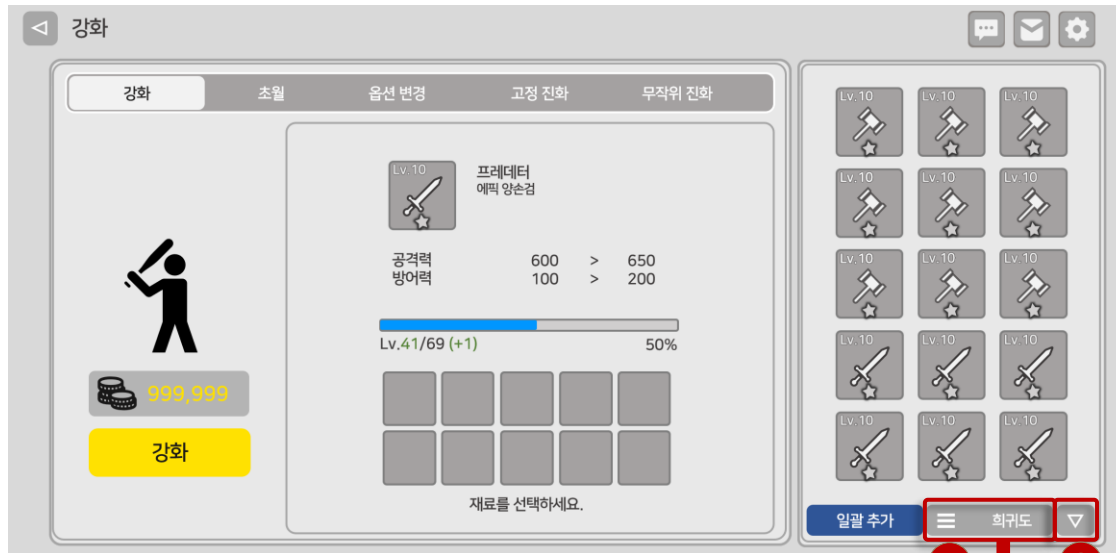 강화
강화 초월 옵션 변경 고정 진화 무작위 진화
Lv.10
프레데터
에픽 양손검
공격력 600 > 650
방어력 100 > 200
Lv.41/69 (+1) 50%
999,999
강화
재료를 선택하세요.
Lv.10 Lv.10 Lv.10
Lv.10 Lv.10 Lv.10
Lv.10 Lv.10 Lv.10
Lv.10 Lv.10 Lv.10
Lv.10 Lv.10 Lv.10
일괄 추가 희귀도